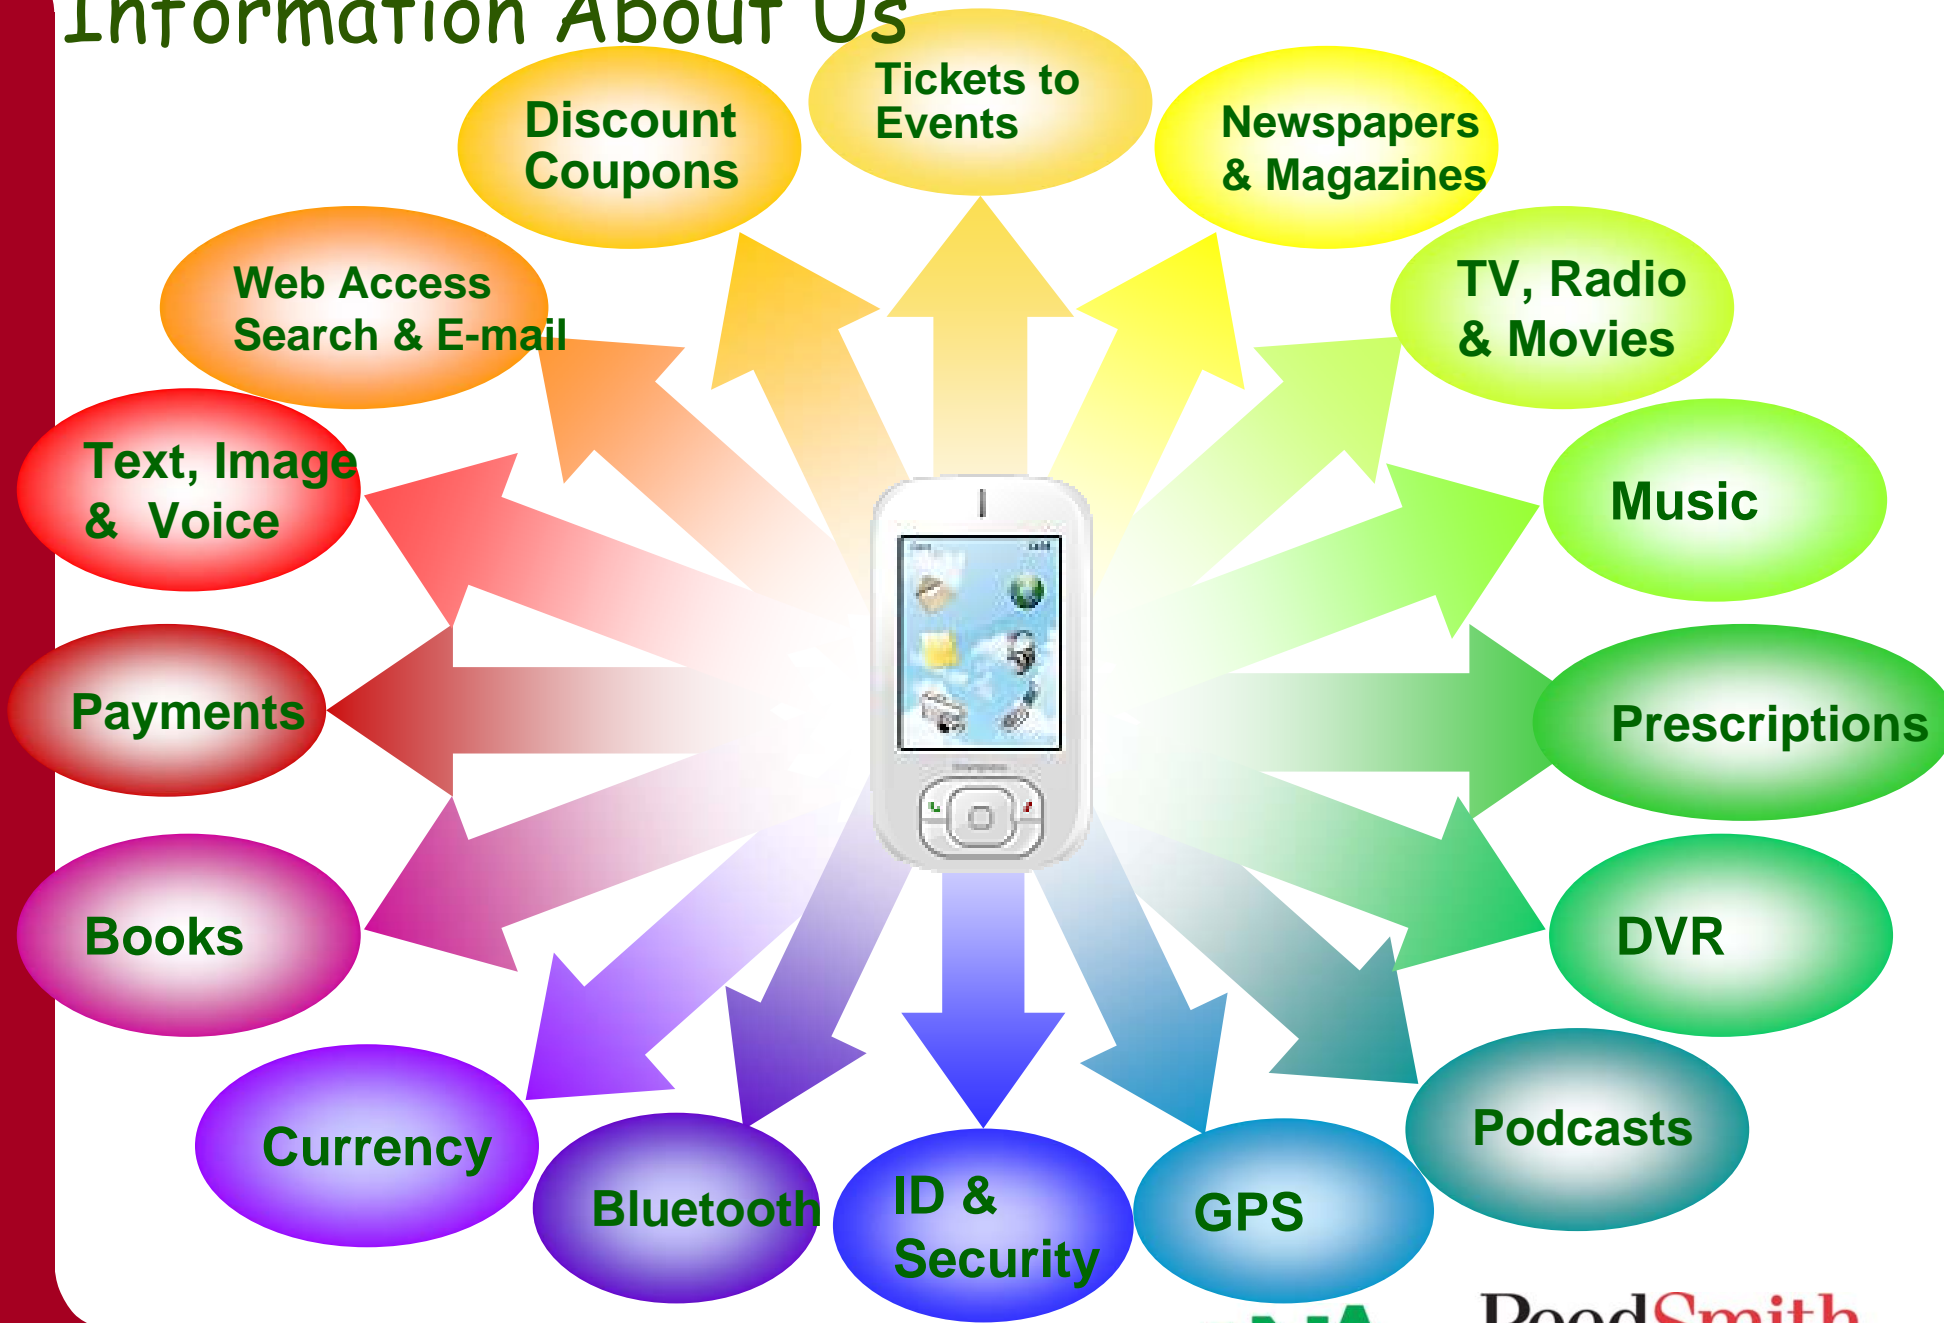 Information About Us
Tickets to
Events
Discount
Coupons
Newspapers
& Magazines
Web Access
Search & E-mail
TV, Radio
& Movies
Text, Image
& Voice
Music
Payments
Prescriptions
Books
DVR
Currency
Podcasts
Bluetooth
ID &
Security
GPS
ReedSmith